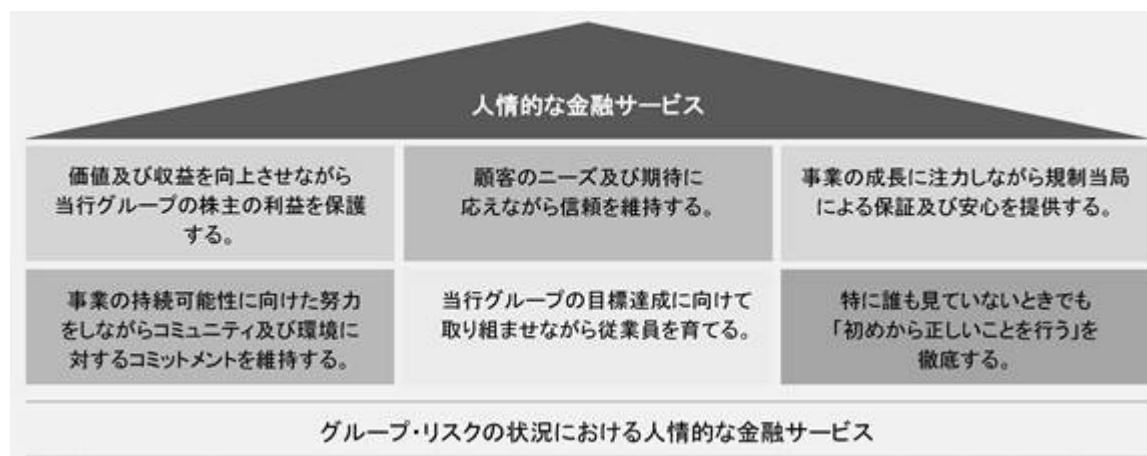 人情的な金融サービス
価値及び収益を向上させながら
当行グループの株主の利益を保護
する。
顧客のニーズ及び期待に
応えながら信頼を維持する。
事業の成長に注力しながら規制当局
による保証及び安心を提供する。
事業の持続可能性に向けた努力
をしながらコミュニティ及び環境に
対するコミットメントを維持する。
当行グループの目標達成に向けて
取り組ませながら従業員を育てる。
特に誰も見ていないときでも
「初めから正しいことを行う」を
徹底する。
グループ・リスクの状況における人情的な金融サービス